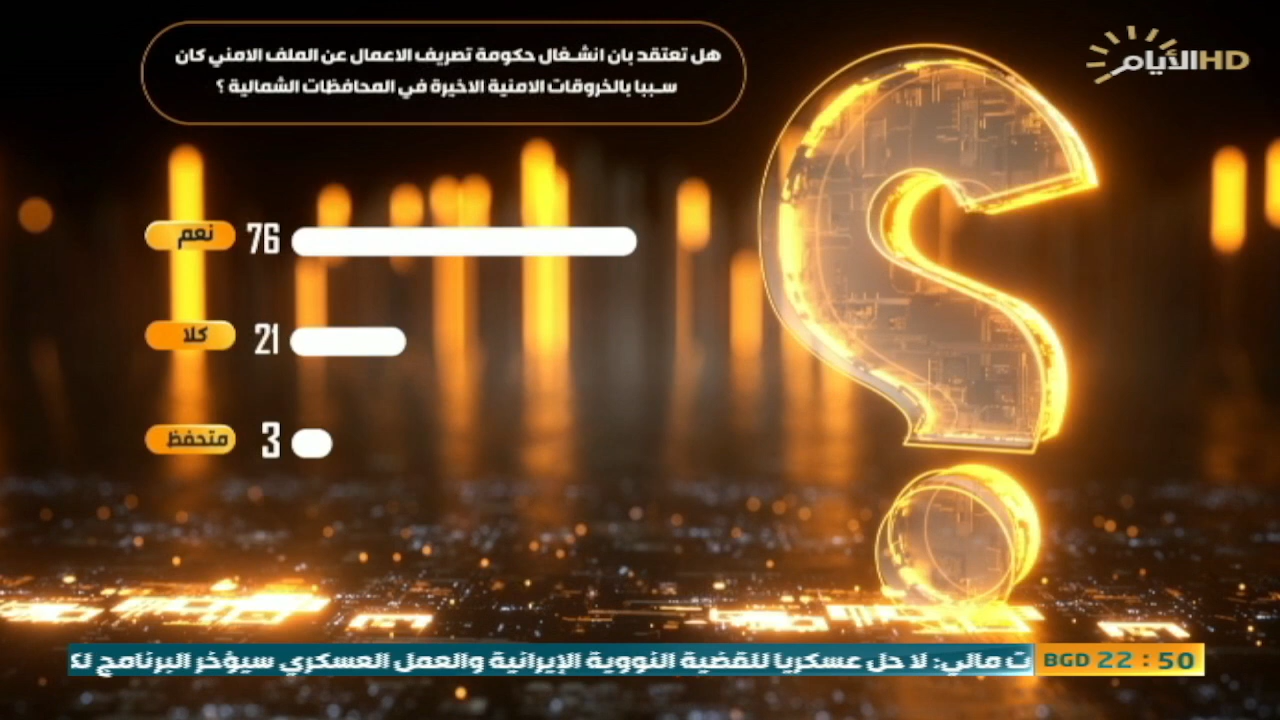 هل تعتقد بان انشغال حكومة تصريف الاعمال عن الملف الامني كان
سببا بالخروقات الامنية الاخيرة في المحافظات الشمالية ؟
الأيام HD
نعم 76
كلا 21
متحفظ 3
ت مالي: لا حل عسكريا للقضية النووية الإيرانية والعمل العسكري سيؤخر البرنامج لك
BGD 22 : 50